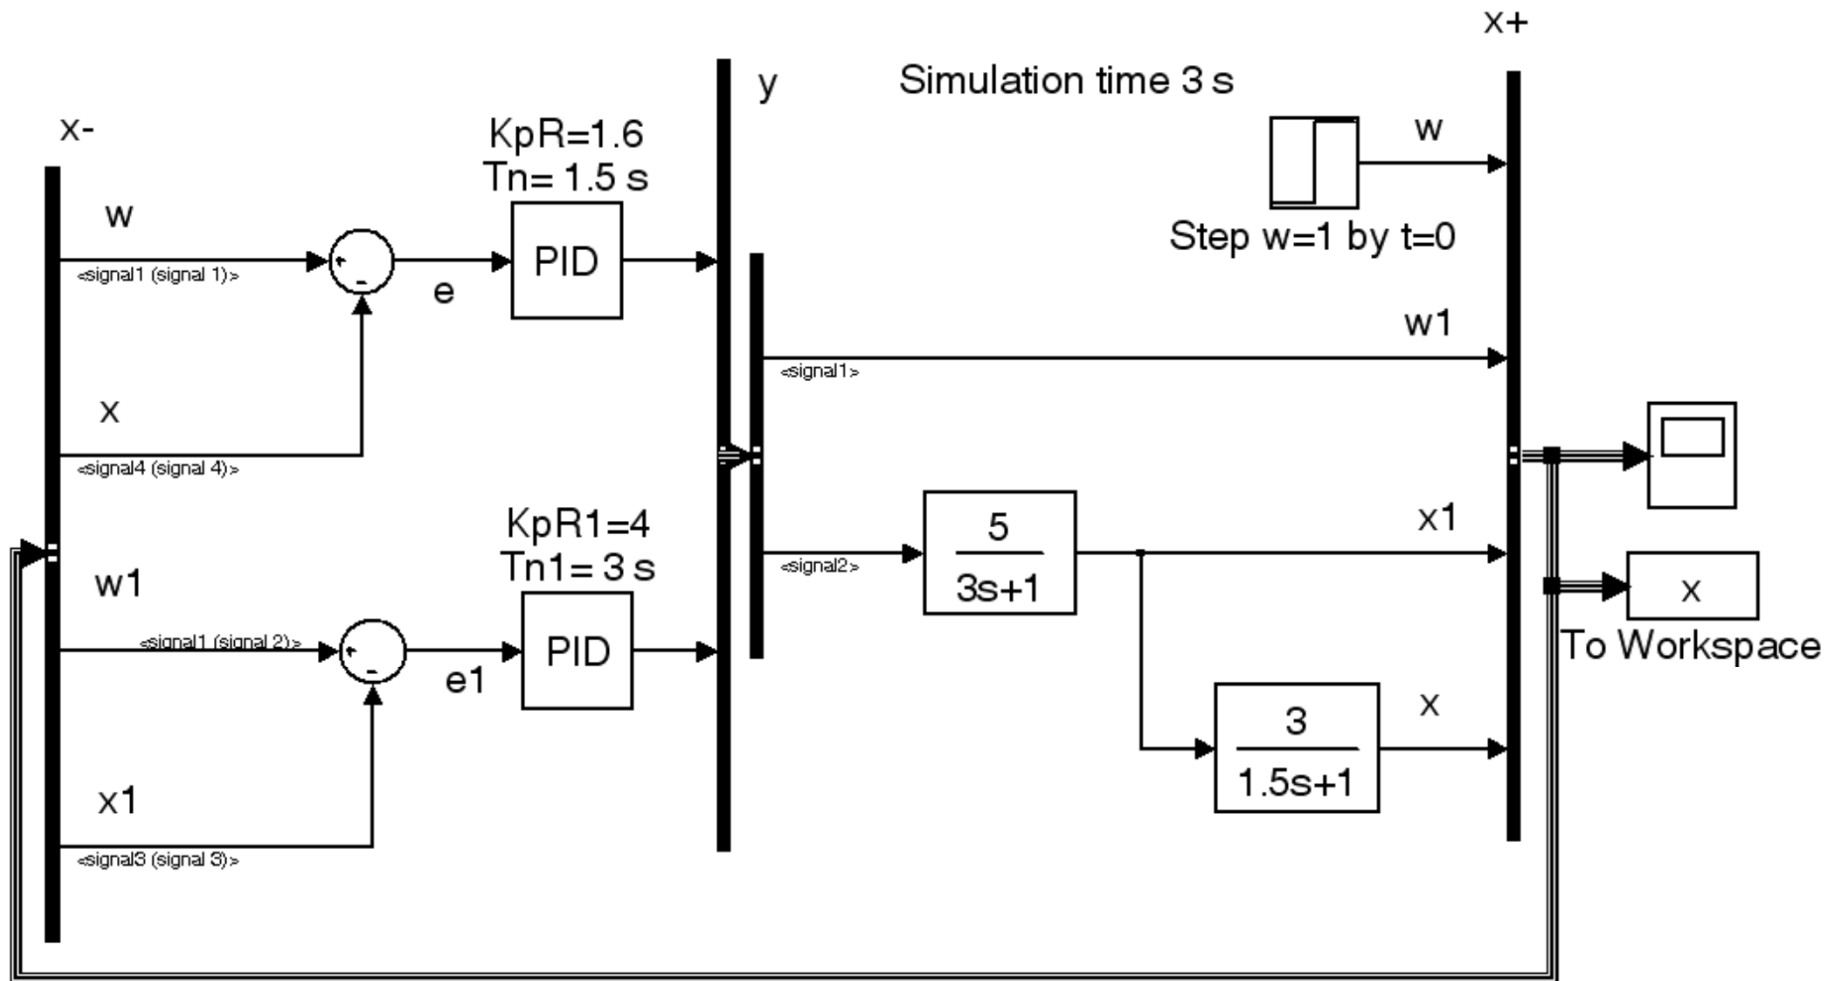 x+
y
Simulation time 3 s
x-
KpR=1.6
Tn= 1.5 s
w
Step w=1 by t=0
w
<signal1 (signal 1)>
+
-
e
PID
w1
<signal1>
x
<signal4 (signal 4)>
KpR1=4
Tn1= 3 s
x1
5
3s+1
<signal2>
w1
<signal1 (signal 2)>
+
-
e1
PID
x
To Workspace
x
3
1.5s+1
x1
<signal3 (signal 3)>